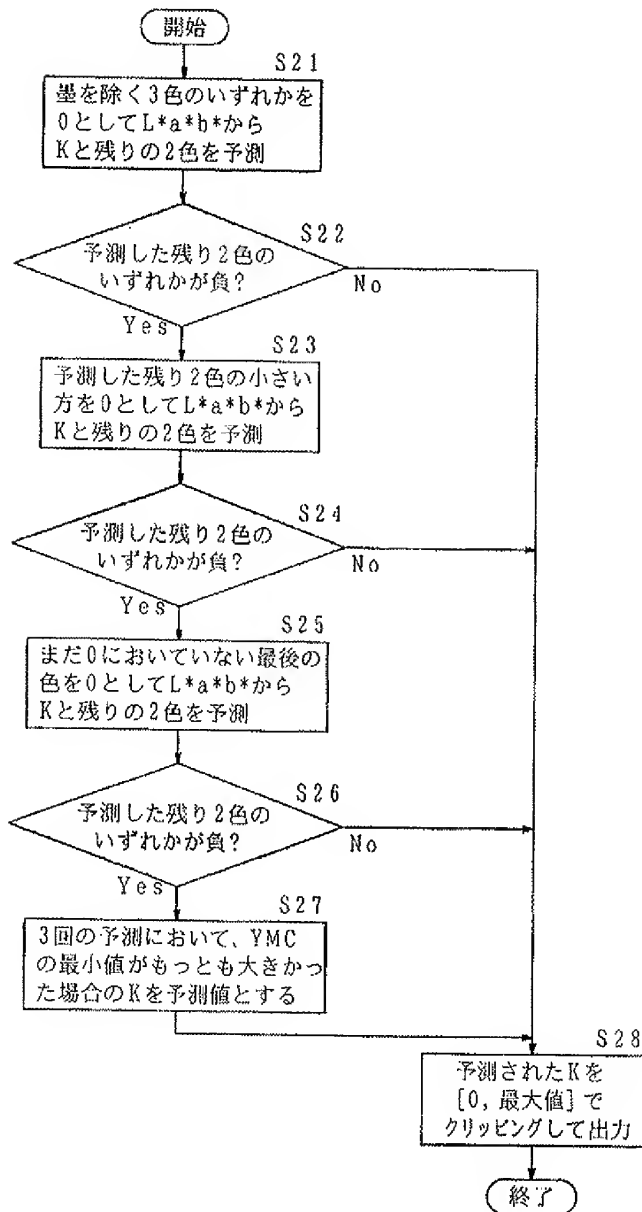 開始
S21
墨を除く3色のいずれかを
0としてL*a*b*から
Kと残りの2色を予測
S22
予測した残り2色の
いずれかが負?
No
Yes
S23
予測した残り2色の小さい
方を0としてL*a*b*から
Kと残りの2色を予測
S24
予測した残り2色の
いずれかが負?
No
Yes
S25
まだ0においていない最後の
色を0としてL*a*b*から
Kと残りの2色を予測
S26
予測した残り2色の
いずれかが負?
No
Yes
S27
3回の予測において、YMC
の最小値がもっとも大きかっ
た場合のKを予測値とする
S28
予測されたKを
[0, 最大値]で
クリッピングして出力
終了